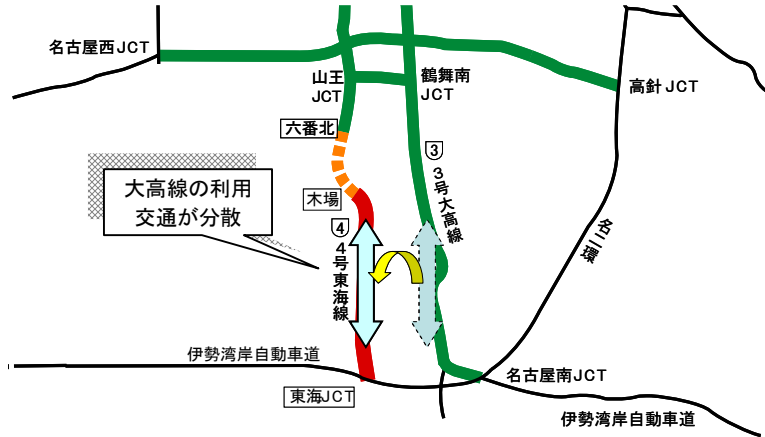 名古屋西JCT
山王
JCT
鶴舞南
JCT
高針JCT
六番北
3
3号大高線
大高線の利用
交通が分散
木場
4
4号東海線
名二環
伊勢湾岸自動車道
東海JCT
名古屋南JCT
伊勢湾岸自動車道